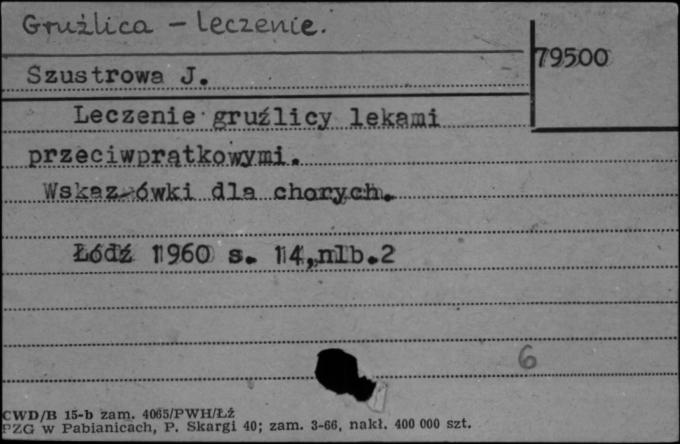 Gruźlica - leczenie.
79500
Szustrowa J.
Leczenie gruźlicy lekami
przeciwprątkowymi.
Wskazówki dla chorych.
Łódź 1960 s. 14,nlb.2
6
CWD/B 15-b zam. 4065/PWH/Łź
PZG w Pabianicach, P. Skargi 40; zam. 3-66, nakł. 400 000 szt.